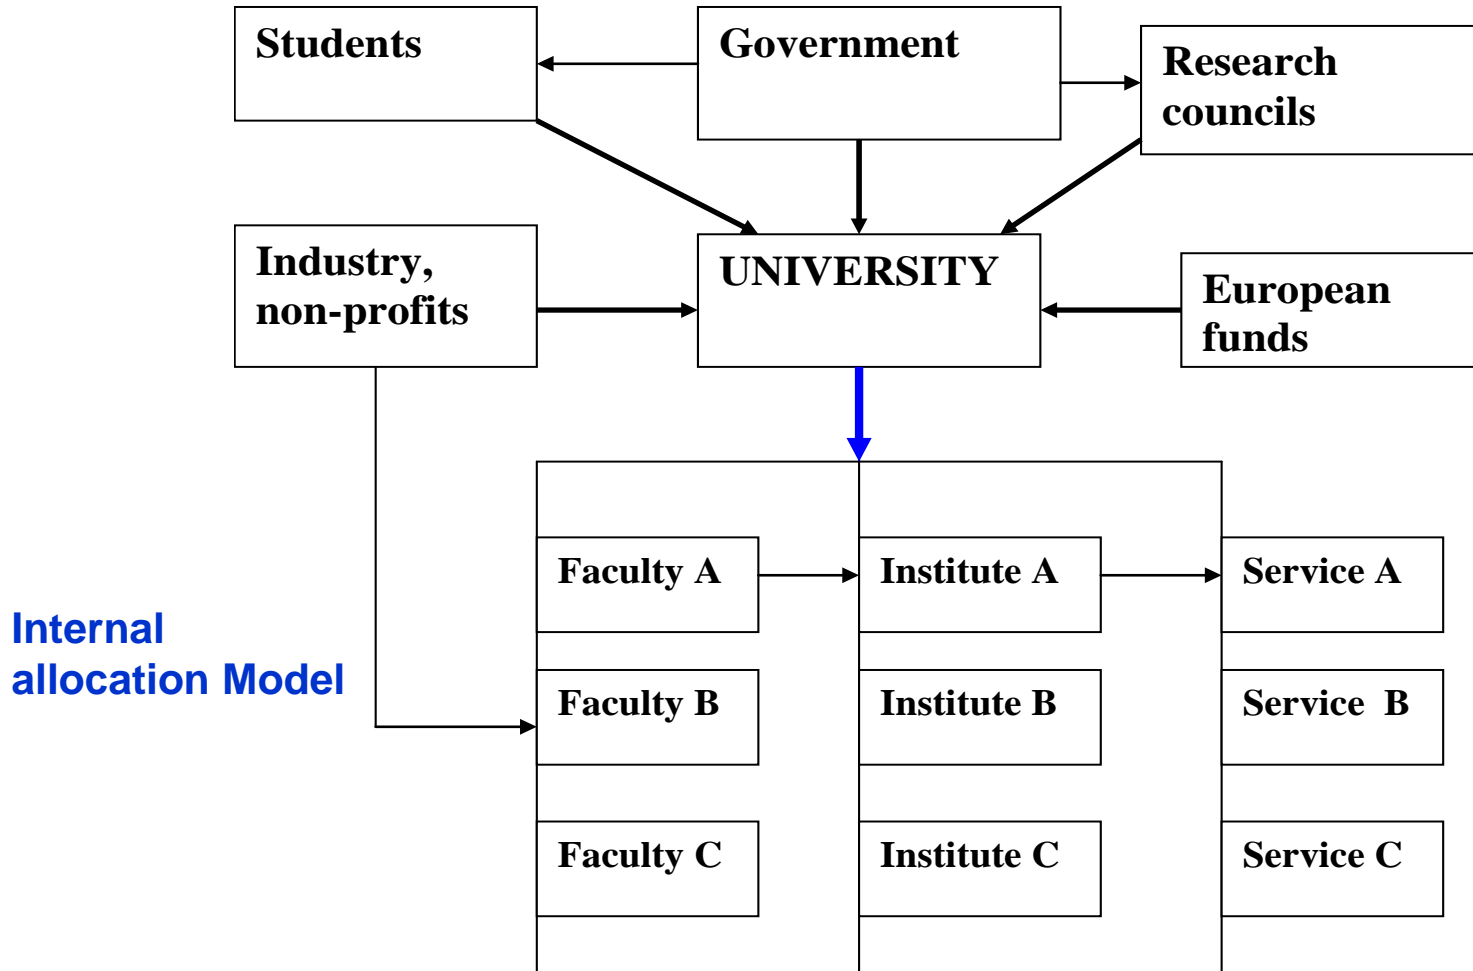 Students
Government
Research
councils
Industry,
non-profits
UNIVERSITY
European
funds
Faculty A
Institute A
Service A
Internal
allocation Model
Faculty B
Institute B
Service  B
Faculty C
Institute C
Service C